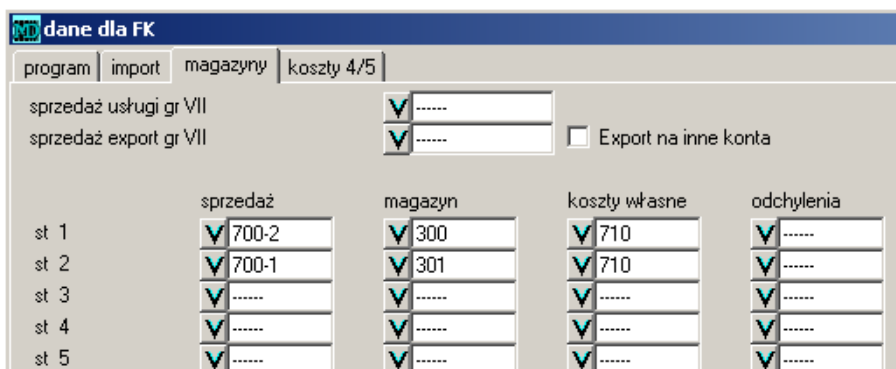 MD dane dla FK
program import magazyny koszty 4/5
sprzedaż usługi gr VII V ------
sprzedaż export gr VII V ------ Export na inne konta
sprzedaż magazyn koszty własne odchylenia
st 1 V 700-2 V 300 V 710 V ------
st 2 V 700-1 V 301 V 710 V ------
st 3 V ------ V ------ V ------ V ------
st 4 V ------ V ------ V ------ V ------
st 5 V ------ V ------ V ------ V ------